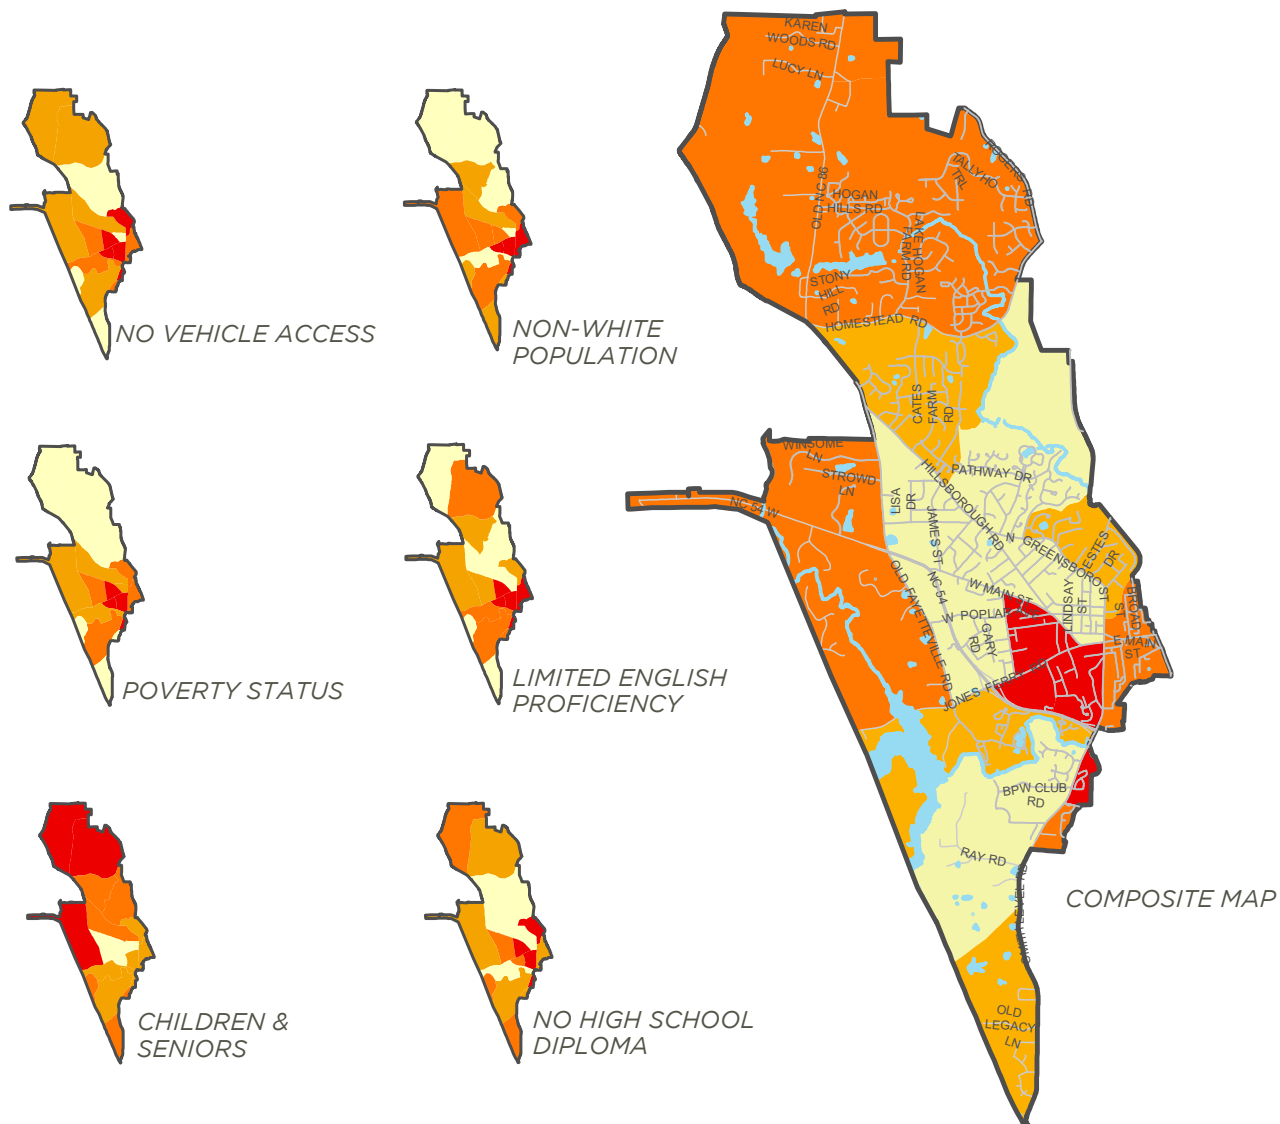 NO VEHICLE ACCESS
NON-WHITE
POPULATION
POVERTY STATUS
LIMITED ENGLISH
PROFICIENCY
CHILDREN &
SENIORS
NO HIGH SCHOOL
DIPLOMA
KAREN
WOODS RD
LUCY LN
ROGERS RD
TALLYHO
TRL
OLD NC 86
HOGAN
HILLS RD
LAKE HOGAN
FARM RD
STONY
HILL
RD
HOMESTEAD RD
CATES
FARM
RD
WINSOME
LN
STROWD
LN
NC 54 W
PATHWAY DR
HILLSBOROUGH RD
LISA
DR
JAMES ST
N GREENSBORO ST
ESTES
DR
NC 54
OLD FAYETTEVILLE RD
W MAIN ST
W POPLAR
LINDSAY
ST
BROAD
ST
E MAIN
ST
GARY
RD
JONES FERRY
BPW CLUB
RD
RAY RD
COMPOSITE MAP
OLD
LEGACY
LN